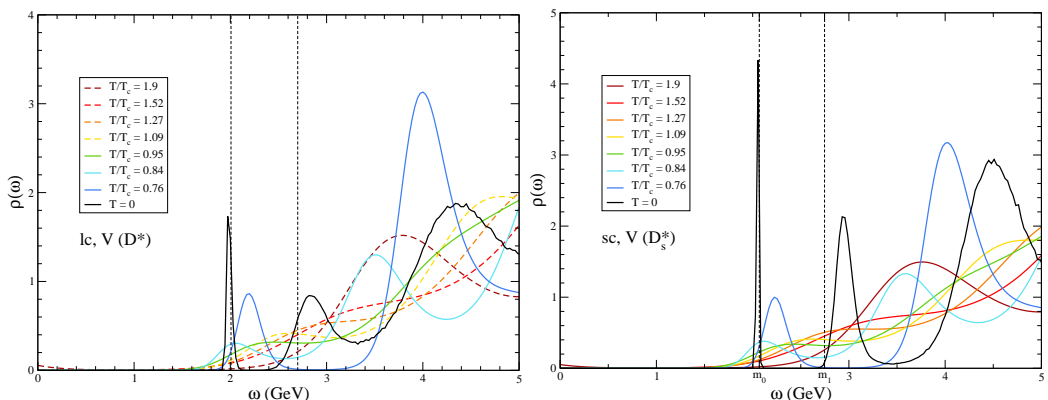 4
3
2
1
0
ρ(ω)
T/T_c = 1.9
T/T_c = 1.52
T/T_c = 1.27
T/T_c = 1.09
T/T_c = 0.95
T/T_c = 0.84
T/T_c = 0.76
T = 0
lc, V (D*)
0 1 2 3 4 5
ω (GeV)
5
4
3
2
1
0
ρ(ω)
T/T_c = 1.9
T/T_c = 1.52
T/T_c = 1.27
T/T_c = 1.09
T/T_c = 0.95
T/T_c = 0.84
T/T_c = 0.76
T = 0
sc, V (D_s^*)
0 1 m_0 m_1 3 4 5
ω (GeV)